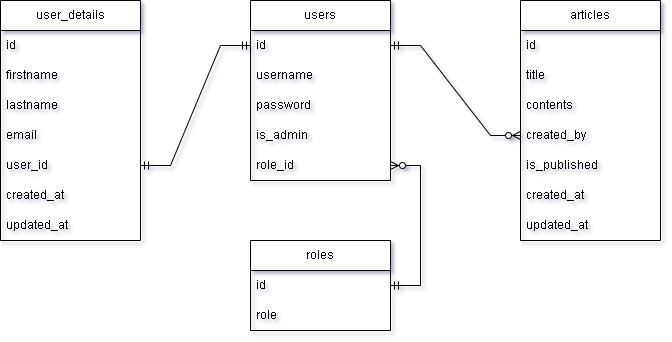 user_details
id
firstname
lastname
email
user_id
created_at
updated_at
users
id
username
password
is_admin
role_id
articles
id
title
contents
created_by
is_published
created_at
updated_at
roles
id
role